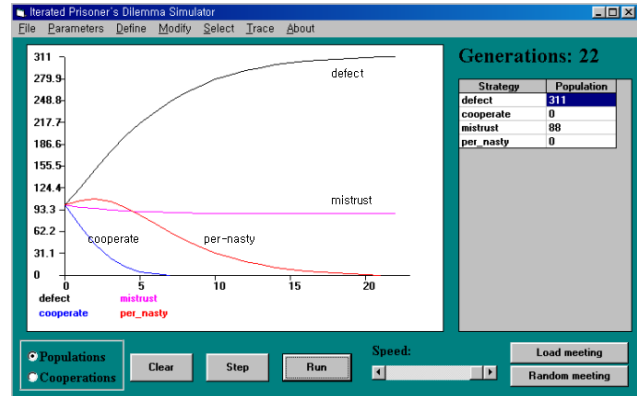 Iterated Prisoner's Dilemma Simulator
File Parameters Define Modify Select Trace About
Generations: 22
Strategy Population
defect 311
cooperate 0
mistrust 88
per_nasty 0
311
279.9
248.8
217.7
186.6
155.5
124.4
93.3
62.2
31.1
0
defect
mistrust
cooperate per-nasty
0 5 10 15 20
defect mistrust
cooperate per_nasty
Populations
Cooperations
Clear
Step
Run
Speed:
Load meeting
Random meeting